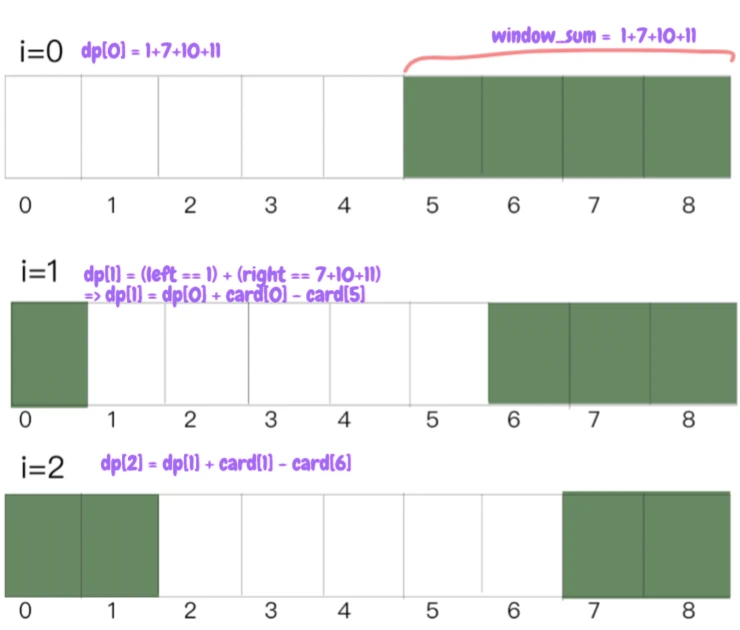 i=0 dp[0] = 1+7+10+11
window_sum = 1+7+10+11
0 1 2 3 4 5 6 7 8
i=1 dp[1] = (left == 1) + (right == 7+10+11)
=> dp[1] = dp[0] + card[0] - card[5]
0 1 2 3 4 5 6 7 8
i=2 dp[2] = dp[1] + card[1] - card[6]
0 1 2 3 4 5 6 7 8